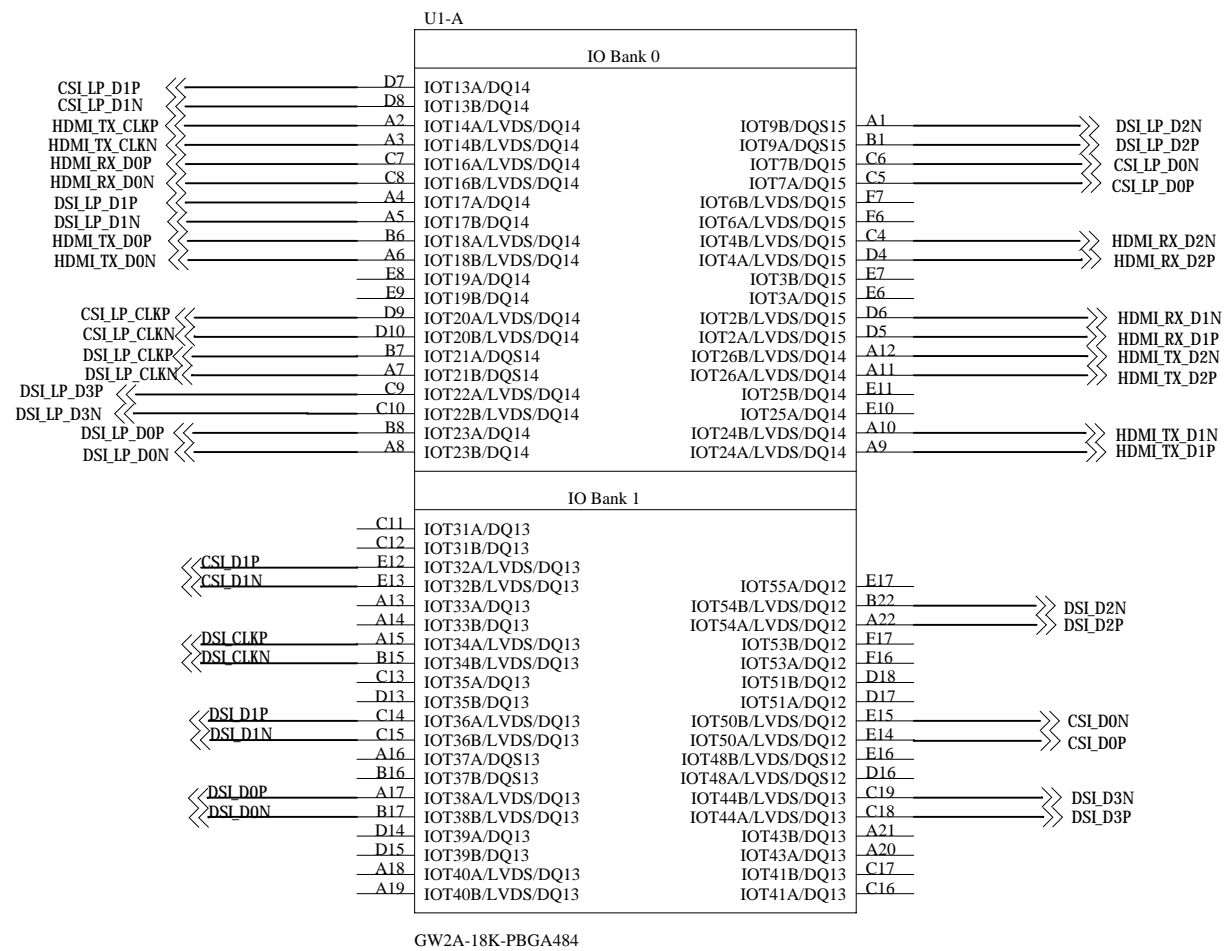 U1-A
IO Bank 0
CSI_LP_D1P D7 IOT13A/DQ14
CSI_LP_D1N D8 IOT13B/DQ14
HDMI_TX_CLKP A2 IOT14A/LVDS/DQ14 IOT9B/DQS15 A1 DSI_LP_D2N
HDMI_TX_CLKN A3 IOT14B/LVDS/DQ14 IOT9A/DQS15 B1 DSI_LP_D2P
HDMI_RX_D0P C7 IOT16A/LVDS/DQ14 IOT7B/DQ15 C6 CSI_LP_D0N
HDMI_RX_D0N C8 IOT16B/LVDS/DQ14 IOT7A/DQ15 C5 CSI_LP_D0P
DSI_LP_D1P A4 IOT17A/DQ14 IOT6B/LVDS/DQ15 F7
DSI_LP_D1N A5 IOT17B/DQ14 IOT6A/LVDS/DQ15 F6
HDMI_TX_D0P B6 IOT18A/LVDS/DQ14 IOT4B/LVDS/DQ15 C4 HDMI_RX_D2N
HDMI_TX_D0N A6 IOT18B/LVDS/DQ14 IOT4A/LVDS/DQ15 D4 HDMI_RX_D2P
E8 IOT19A/DQ14 IOT3B/DQ15 E7
E9 IOT19B/DQ14 IOT3A/DQ15 E6
CSI_LP_CLKP D9 IOT20A/LVDS/DQ14 IOT2B/LVDS/DQ15 D6 HDMI_RX_D1N
CSI_LP_CLKN D10 IOT20B/LVDS/DQ14 IOT2A/LVDS/DQ15 D5 HDMI_RX_D1P
DSI_LP_CLKP B7 IOT21A/DQS14 IOT26B/LVDS/DQ14 A12 HDMI_TX_D2N
DSI_LP_CLKN A7 IOT21B/DQS14 IOT26A/LVDS/DQ14 A11 HDMI_TX_D2P
DSI_LP_D3P C9 IOT22A/LVDS/DQ14 IOT25B/DQ14 E11
DSI_LP_D3N C10 IOT22B/LVDS/DQ14 IOT25A/DQ14 E10
DSI_LP_D0P B8 IOT23A/DQ14 IOT24B/LVDS/DQ14 A10 HDMI_TX_D1N
DSI_LP_D0N A8 IOT23B/DQ14 IOT24A/LVDS/DQ14 A9 HDMI_TX_D1P
IO Bank 1
C11 IOT31A/DQ13
C12 IOT31B/DQ13
CSI_D1P E12 IOT32A/LVDS/DQ13
CSI_D1N E13 IOT32B/LVDS/DQ13 IOT55A/DQ12 E17
A13 IOT33A/DQ13 IOT54B/LVDS/DQ12 B22 DSI_D2N
A14 IOT33B/DQ13 IOT54A/LVDS/DQ12 A22 DSI_D2P
DSI_CLKP A15 IOT34A/LVDS/DQ13 IOT53B/DQ12 F17
DSI_CLKN B15 IOT34B/LVDS/DQ13 IOT53A/DQ12 F16
C13 IOT35A/DQ13 IOT51B/DQ12 D18
D13 IOT35B/DQ13 IOT51A/DQ12 D17
DSI_D1P C14 IOT36A/LVDS/DQ13 IOT50B/LVDS/DQ12 E15 CSI_D0N
DSI_D1N C15 IOT36B/LVDS/DQ13 IOT50A/LVDS/DQ12 E14 CSI_D0P
A16 IOT37A/DQS13 IOT48B/LVDS/DQS12 E16
B16 IOT37B/DQS13 IOT48A/LVDS/DQS12 D16
DSI_D0P A17 IOT38A/LVDS/DQ13 IOT44B/LVDS/DQ13 C19 DSI_D3N
DSI_D0N B17 IOT38B/LVDS/DQ13 IOT44A/LVDS/DQ13 C18 DSI_D3P
D14 IOT39A/DQ13 IOT43B/DQ13 A21
D15 IOT39B/DQ13 IOT43A/DQ13 A20
A18 IOT40A/LVDS/DQ13 IOT41B/DQ13 C17
A19 IOT40B/LVDS/DQ13 IOT41A/DQ13 C16
GW2A-18K-PBGA484